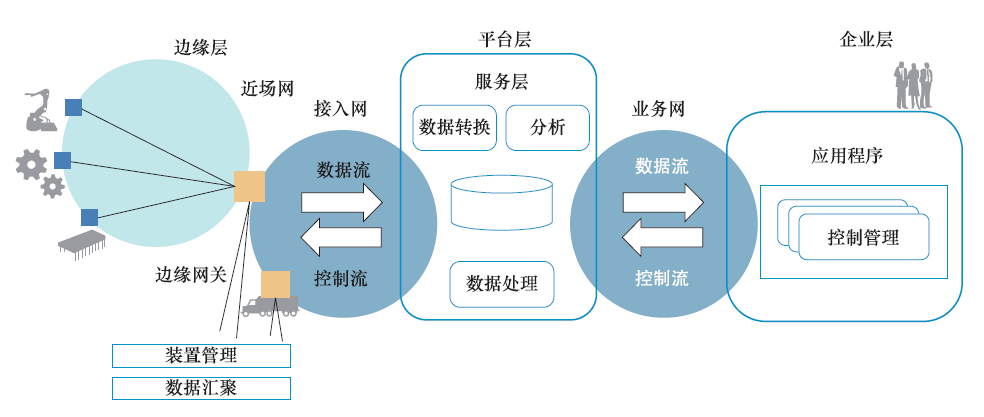 边缘层
近场网
接入网
数据流
控制流
边缘网关
装置管理
数据汇聚
平台层
服务层
数据转换
分析
数据处理
业务网
数据流
控制流
企业层
应用程序
控制管理